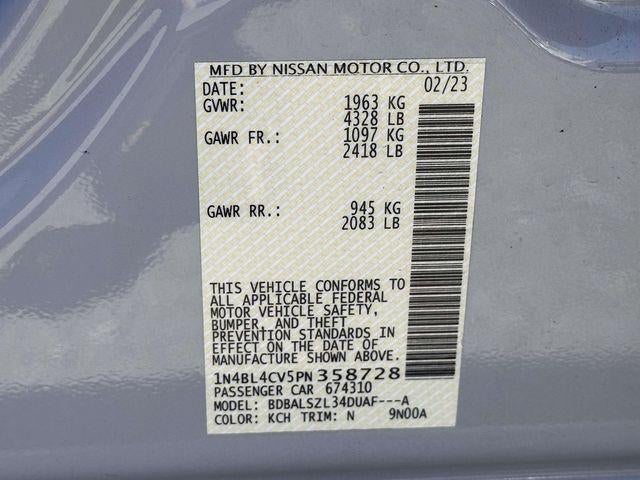 MFD BY NISSAN MOTOR CO., LTD.
DATE: 02/23
GVWR: 1963 KG
4328 LB
GAWR FR.: 1097 KG
2418 LB
GAWR RR.: 945 KG
2083 LB
THIS VEHICLE CONFORMS TO
ALL APPLICABLE FEDERAL
MOTOR VEHICLE SAFETY,
BUMPER, AND THEFT
PREVENTION STANDARDS IN
EFFECT ON THE DATE OF
MANUFACTURE SHOWN ABOVE.
1N4BL4CV5PN358728
PASSENGER CAR 674310
MODEL: BDBALSZL34DUAF---A
COLOR: KCH TRIM: N 9N00A